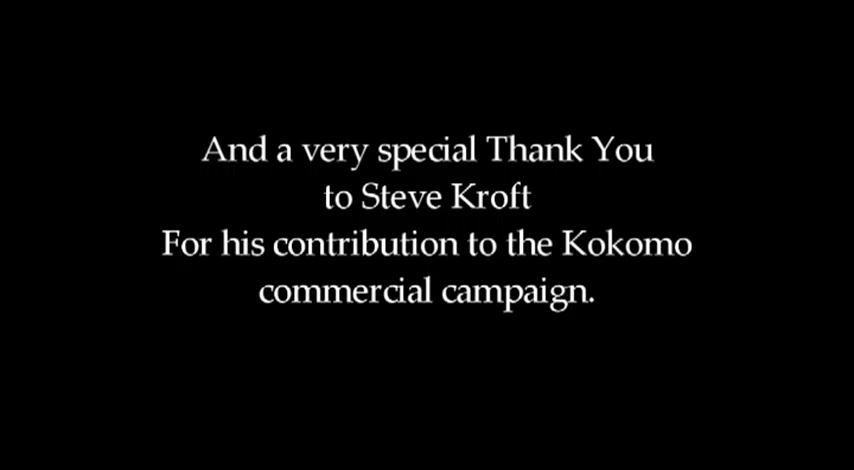 And a very special Thank You
to Steve Kroft
For his contribution to the Kokomo
commercial campaign.